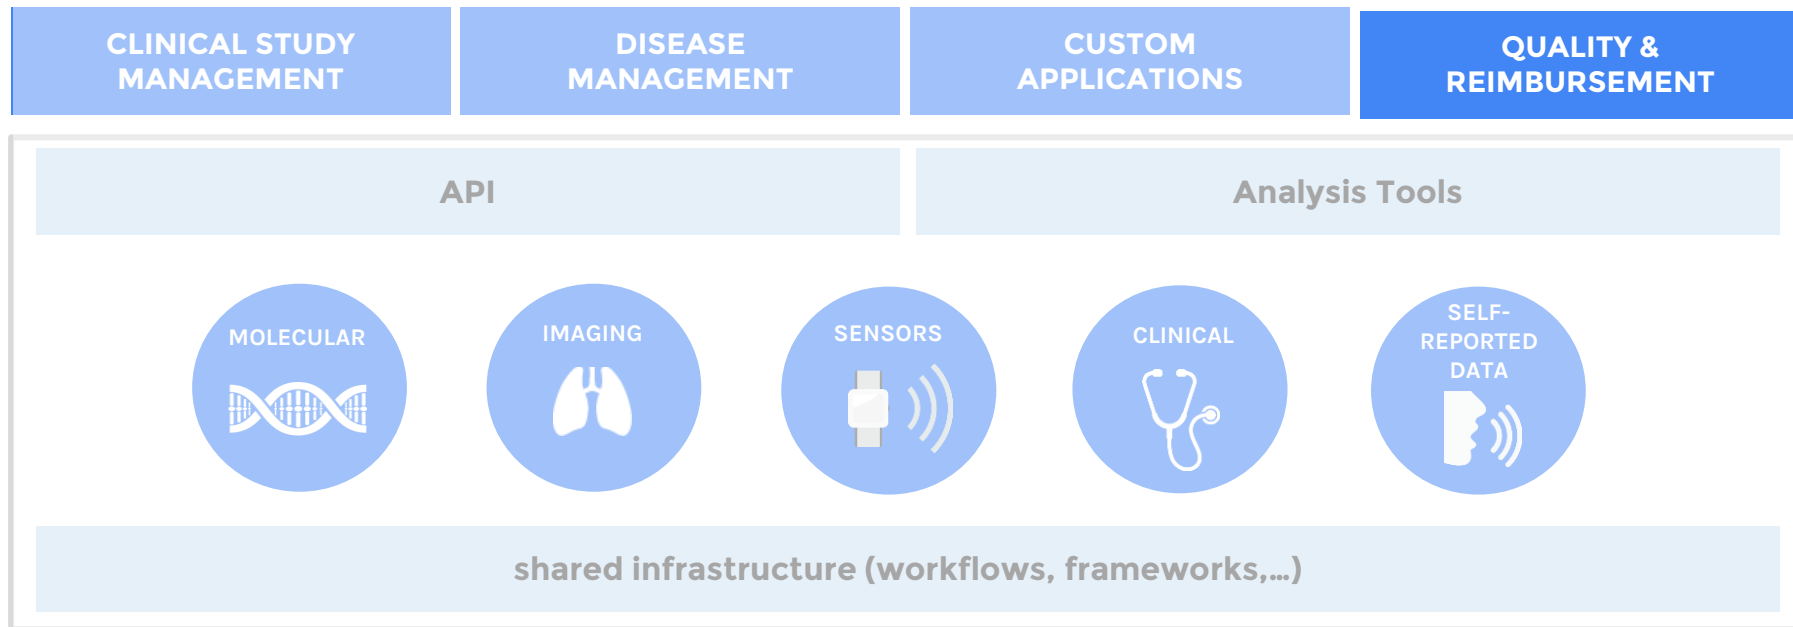 CLINICAL STUDY
MANAGEMENT
DISEASE
MANAGEMENT
CUSTOM
APPLICATIONS
QUALITY &
REIMBURSEMENT
API
Analysis Tools
MOLECULAR
IMAGING
SENSORS
CLINICAL
SELF-
REPORTED
DATA
shared infrastructure (workflows, frameworks,...)